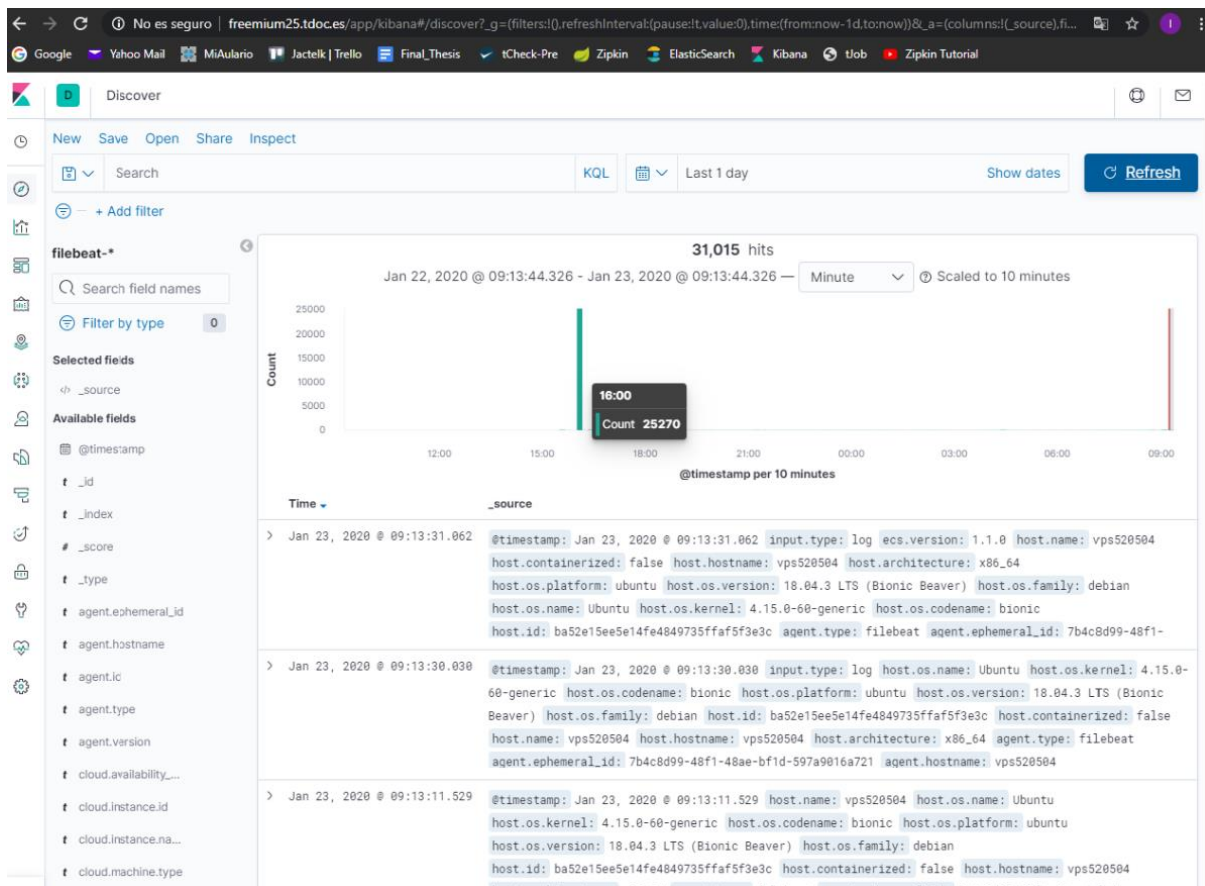 No es seguro | freemium25.tdoc.es/app/kibana#/discover?_g=(filters:!(),refreshInterval:(pause:!t,value:0),time:(from:now-1d,to:now))&_a=(columns:!(_source),fi...
Google Yahoo Mail MiAulario Jactelk | Trello Final_Thesis tCheck-Pre Zipkin ElasticSearch Kibana tJob Zipkin Tutorial
D Discover
New Save Open Share Inspect
Search KQL Last 1 day Show dates Refresh
+ Add filter
filebeat-*
Search field names
Filter by type 0
Selected fields
</> _source
Available fields
@timestamp
t _id
t _index
# _score
t _type
t agent.ephemeral_id
t agent.hostname
t agent.id
t agent.type
t agent.version
t cloud.availability_...
t cloud.instance.id
t cloud.instance.na...
t cloud.machine.type
31,015 hits
Jan 22, 2020 @ 09:13:44.326 - Jan 23, 2020 @ 09:13:44.326 — Minute Scaled to 10 minutes
Count
25000
20000
15000
10000
5000
0
16:00
Count 25270
12:00 15:00 18:00 21:00 00:00 03:00 06:00 09:00
@timestamp per 10 minutes
Time _source
Jan 23, 2020 @ 09:13:31.062 @timestamp: Jan 23, 2020 @ 09:13:31.062 input.type: log ecs.version: 1.1.0 host.name: vps520504
host.containerized: false host.hostname: vps520504 host.architecture: x86_64
host.os.platform: ubuntu host.os.version: 18.04.3 LTS (Bionic Beaver) host.os.family: debian
host.os.name: Ubuntu host.os.kernel: 4.15.0-60-generic host.os.codename: bionic
host.id: ba52e15ee5e14fe4849735ffaf5f3e3c agent.type: filebeat agent.ephemeral_id: 7b4c8d99-48f1-
Jan 23, 2020 @ 09:13:30.030 @timestamp: Jan 23, 2020 @ 09:13:30.030 input.type: log host.os.name: Ubuntu host.os.kernel: 4.15.0-
60-generic host.os.codename: bionic host.os.platform: ubuntu host.os.version: 18.04.3 LTS (Bionic
Beaver) host.os.family: debian host.id: ba52e15ee5e14fe4849735ffaf5f3e3c host.containerized: false
host.name: vps520504 host.hostname: vps520504 host.architecture: x86_64 agent.type: filebeat
agent.ephemeral_id: 7b4c8d99-48f1-48ae-bf1d-597a9016a721 agent.hostname: vps520504
Jan 23, 2020 @ 09:13:11.529 @timestamp: Jan 23, 2020 @ 09:13:11.529 host.name: vps520504 host.os.name: Ubuntu
host.os.kernel: 4.15.0-60-generic host.os.codename: bionic host.os.platform: ubuntu
host.os.version: 18.04.3 LTS (Bionic Beaver) host.os.family: debian
host.id: ba52e15ee5e14fe4849735ffaf5f3e3c host.containerized: false host.hostname: vps520504